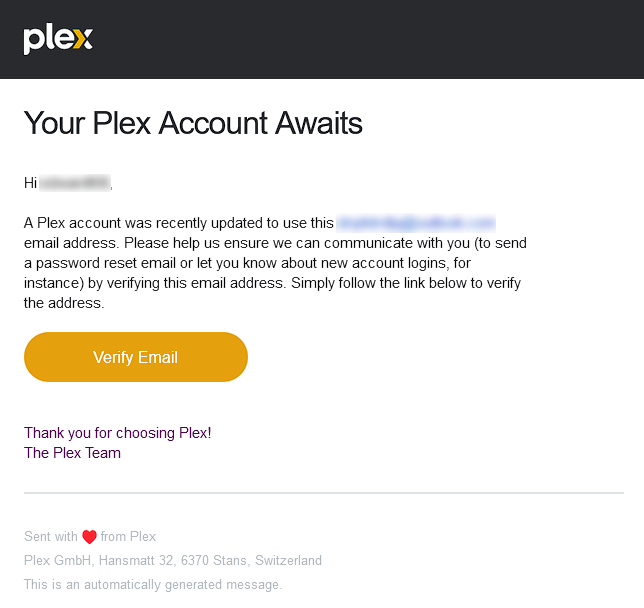 plex
Your Plex Account Awaits
Hi ,
A Plex account was recently updated to use this
email address. Please help us ensure we can communicate with you (to send
a password reset email or let you know about new account logins, for
instance) by verifying this email address. Simply follow the link below to verify
the address.
Verify Email
Thank you for choosing Plex!
The Plex Team
Sent with ❤ from Plex
Plex GmbH, Hansmatt 32, 6370 Stans, Switzerland
This is an automatically generated message.